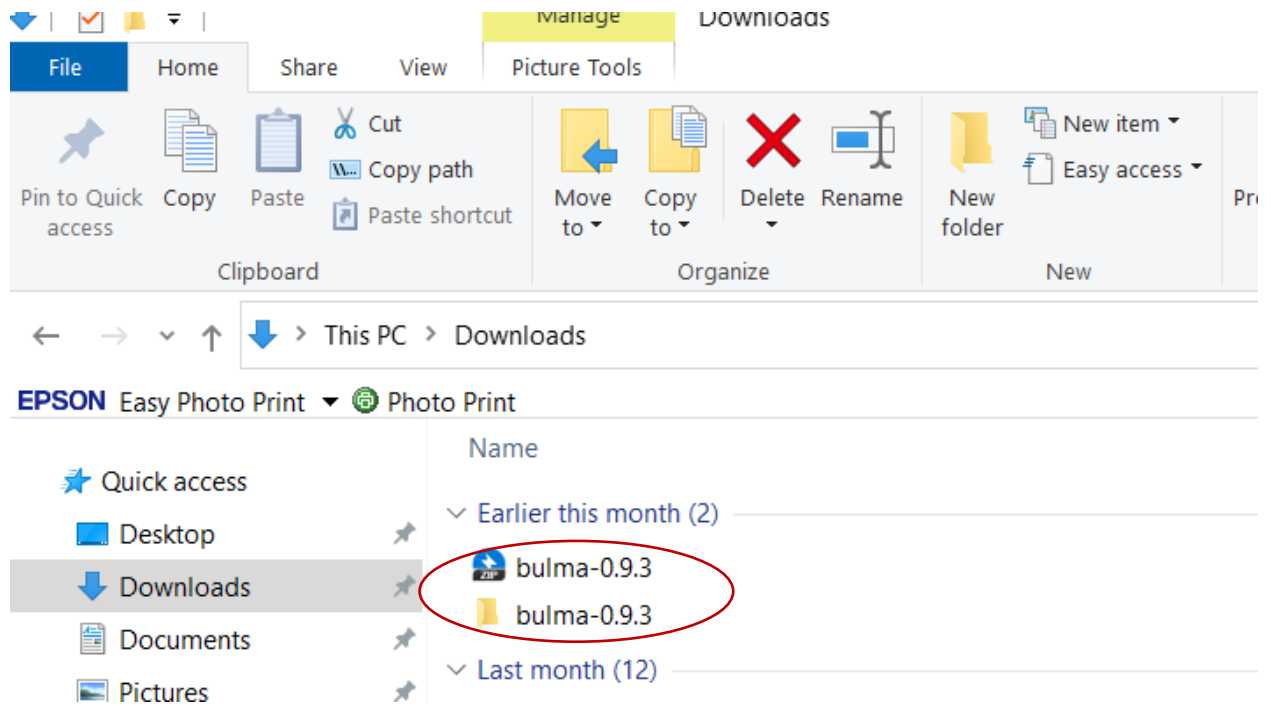 Manage Downloads
File Home Share View Picture Tools
Pin to Quick access
Copy
Paste
Cut
W... Copy path
Paste shortcut
Clipboard
Move to
Copy to
Delete
Rename
Organize
New folder
New item
Easy access
New
This PC > Downloads
EPSON Easy Photo Print Photo Print
Name
Quick access
Desktop
Downloads
Documents
Pictures
Earlier this month (2)
ZIP bulma-0.9.3
bulma-0.9.3
Last month (12)